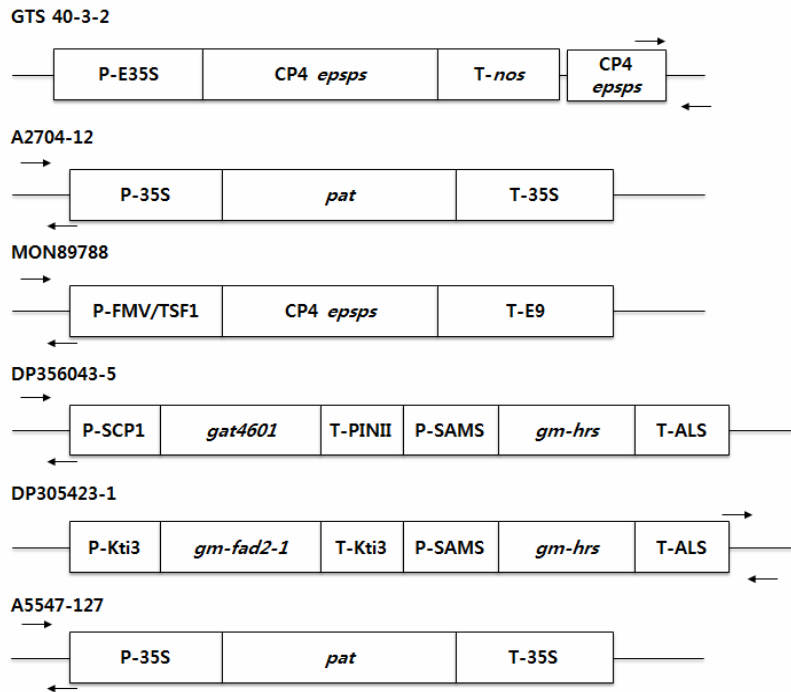 GTS 40-3-2
P-E35S CP4 epsps T-nos CP4
epsps
A2704-12
P-35S pat T-35S
MON89788
P-FMV/TSF1 CP4 epsps T-E9
DP356043-5
P-SCP1 gat4601 T-PINII P-SAMS gm-hrs T-ALS
DP305423-1
P-Kti3 gm-fad2-1 T-Kti3 P-SAMS gm-hrs T-ALS
A5547-127
P-35S pat T-35S